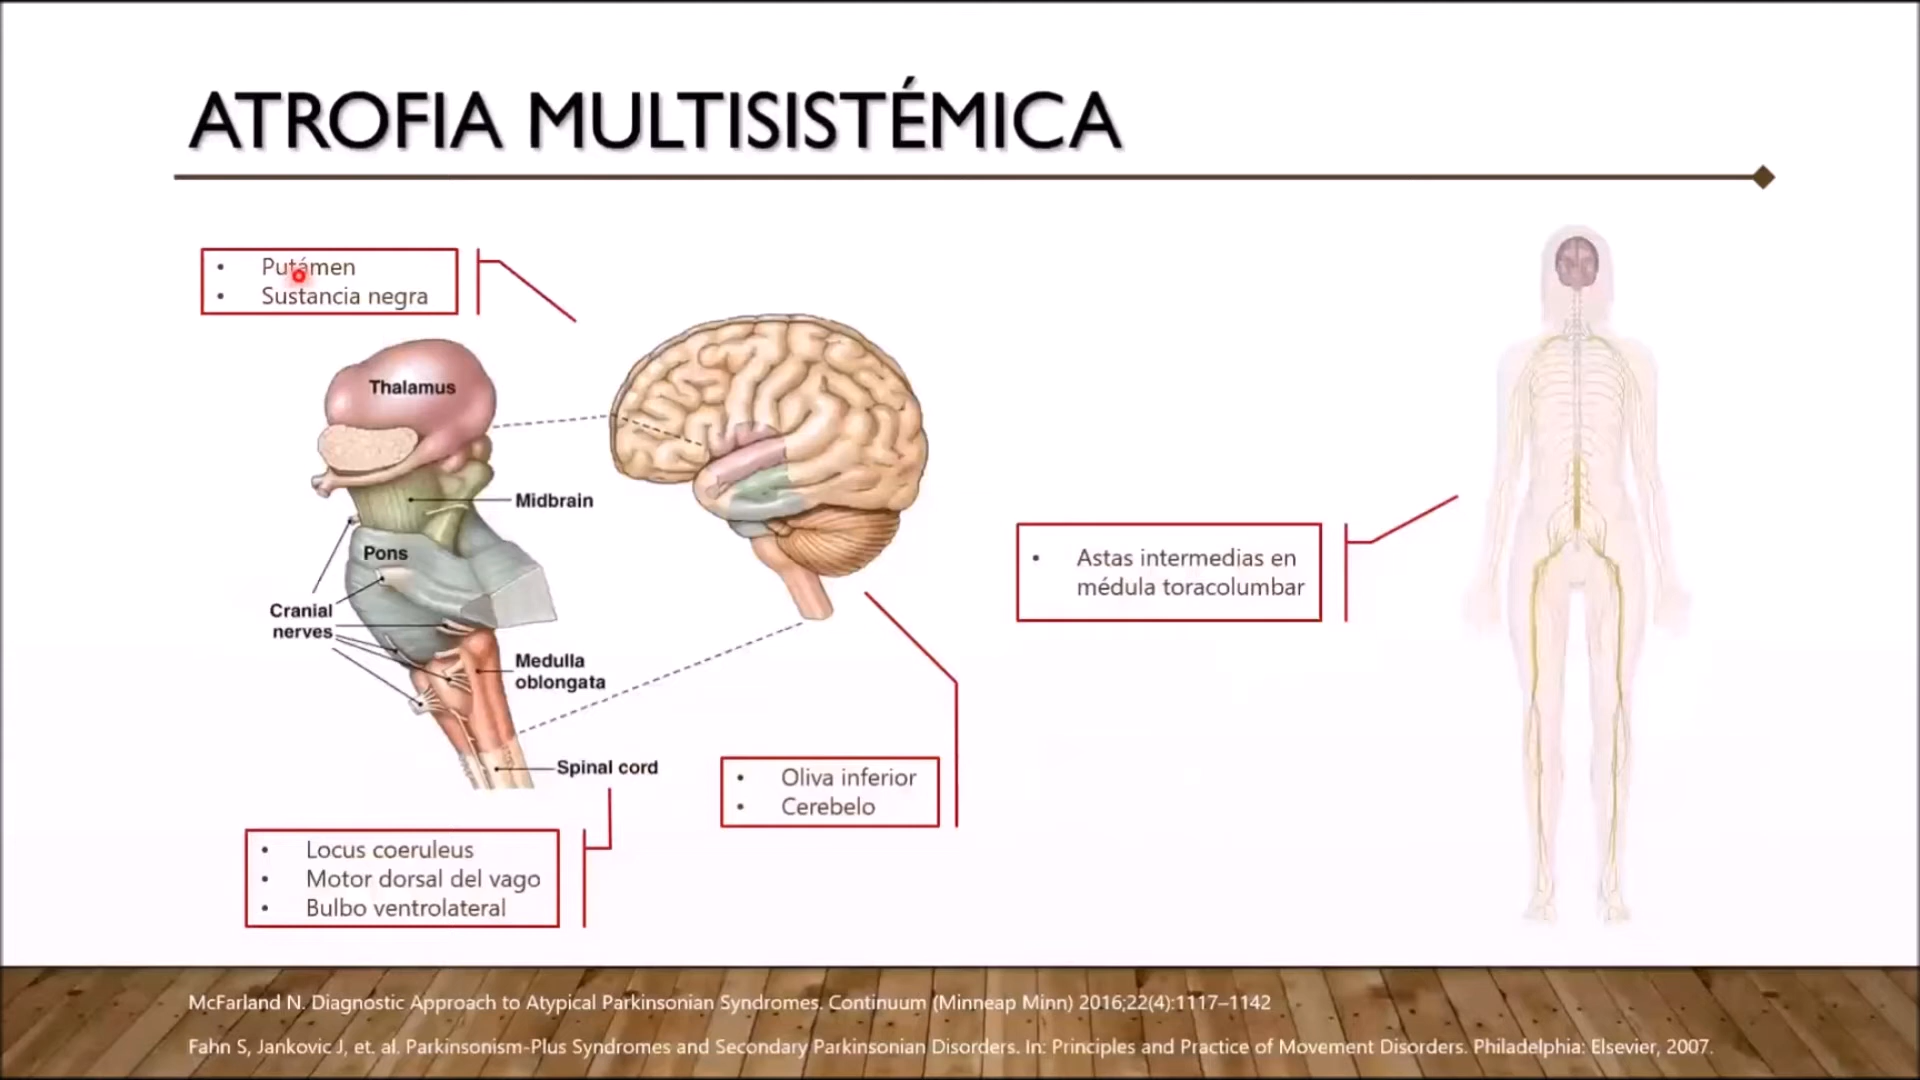 ATROFIA MULTISISTÉMICA
• Putámen
• Sustancia negra
Thalamus
Midbrain
Pons
Cranial
nerves
Medulla
oblongata
Spinal cord
• Astas intermedias en
médula toracolumbar
• Oliva inferior
• Cerebelo
• Locus coeruleus
• Motor dorsal del vago
• Bulbo ventrolateral
McFarland N. Diagnostic Approach to Atypical Parkinsonian Syndromes. Continuum (Minneap Minn) 2016;22(4):1117–1142
Fahn S, Jankovic J, et. al. Parkinsonism-Plus Syndromes and Secondary Parkinsonian Disorders. In: Principles and Practice of Movement Disorders. Philadelphia: Elsevier, 2007.